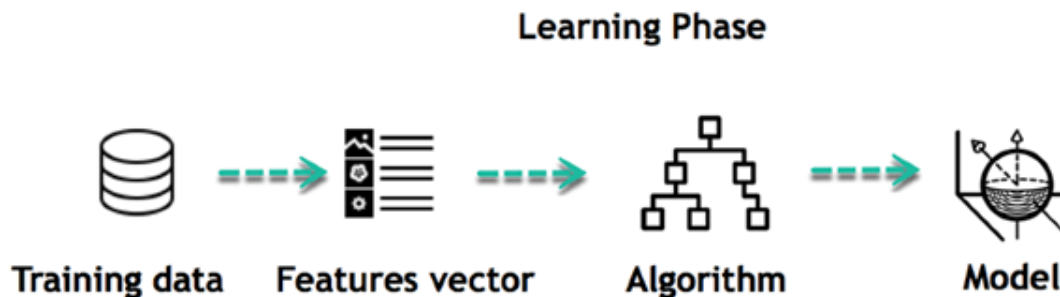 Learning Phase
Training data
Features vector
Algorithm
Model